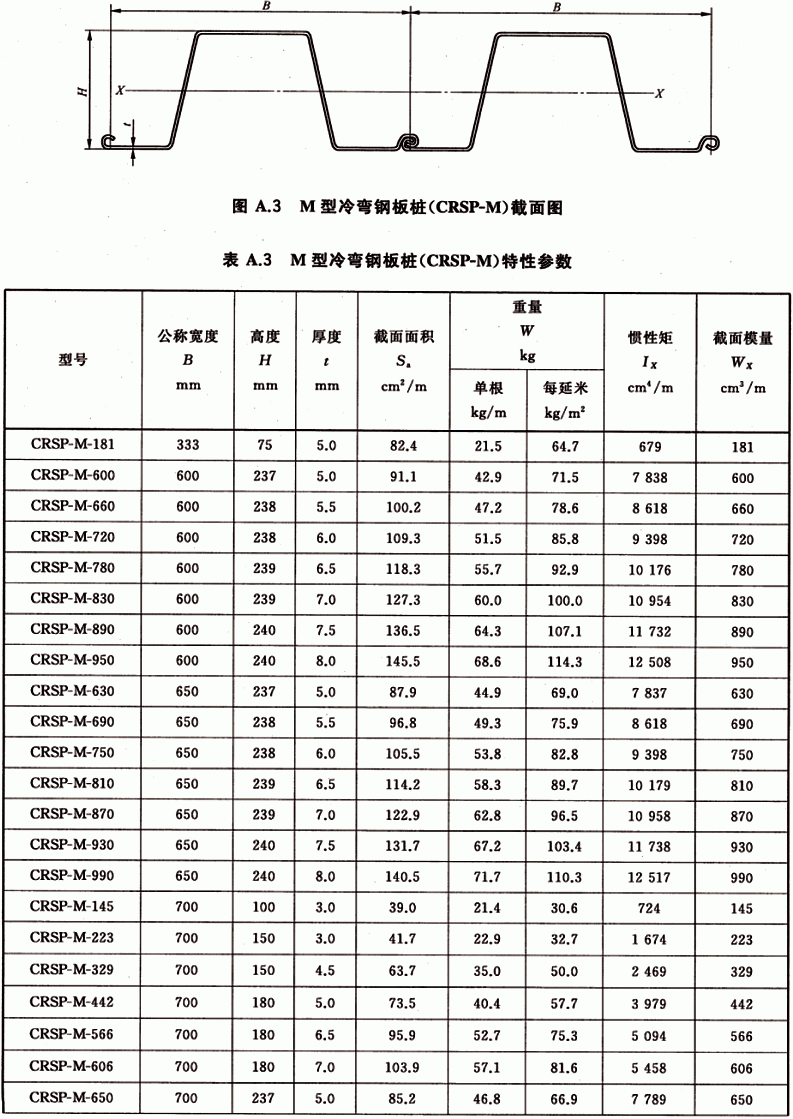 B B
H X X
t
图 A.3 M 型冷弯钢板桩(CRSP-M)截面图
表 A.3 M 型冷弯钢板桩(CRSP-M)特性参数
型号 公称宽度 B mm 高度 H mm 厚度 t mm 截面面积 Sₐ cm²/m 重量 W kg 单根 kg/m 每延米 kg/m² 惯性矩 I_X cm⁴/m 截面模量 W_X cm³/m
CRSP-M-181 333 75 5.0 82.4 21.5 64.7 679 181
CRSP-M-600 600 237 5.0 91.1 42.9 71.5 7 838 600
CRSP-M-660 600 238 5.5 100.2 47.2 78.6 8 618 660
CRSP-M-720 600 238 6.0 109.3 51.5 85.8 9 398 720
CRSP-M-780 600 239 6.5 118.3 55.7 92.9 10 176 780
CRSP-M-830 600 239 7.0 127.3 60.0 100.0 10 954 830
CRSP-M-890 600 240 7.5 136.5 64.3 107.1 11 732 890
CRSP-M-950 600 240 8.0 145.5 68.6 114.3 12 508 950
CRSP-M-630 650 237 5.0 87.9 44.9 69.0 7 837 630
CRSP-M-690 650 238 5.5 96.8 49.3 75.9 8 618 690
CRSP-M-750 650 238 6.0 105.5 53.8 82.8 9 398 750
CRSP-M-810 650 239 6.5 114.2 58.3 89.7 10 179 810
CRSP-M-870 650 239 7.0 122.9 62.8 96.5 10 958 870
CRSP-M-930 650 240 7.5 131.7 67.2 103.4 11 738 930
CRSP-M-990 650 240 8.0 140.5 71.7 110.3 12 517 990
CRSP-M-145 700 100 3.0 39.0 21.4 30.6 724 145
CRSP-M-223 700 150 3.0 41.7 22.9 32.7 1 674 223
CRSP-M-329 700 150 4.5 63.7 35.0 50.0 2 469 329
CRSP-M-442 700 180 5.0 73.5 40.4 57.7 3 979 442
CRSP-M-566 700 180 6.5 95.9 52.7 75.3 5 094 566
CRSP-M-606 700 180 7.0 103.9 57.1 81.6 5 458 606
CRSP-M-650 700 237 5.0 85.2 46.8 66.9 7 789 650